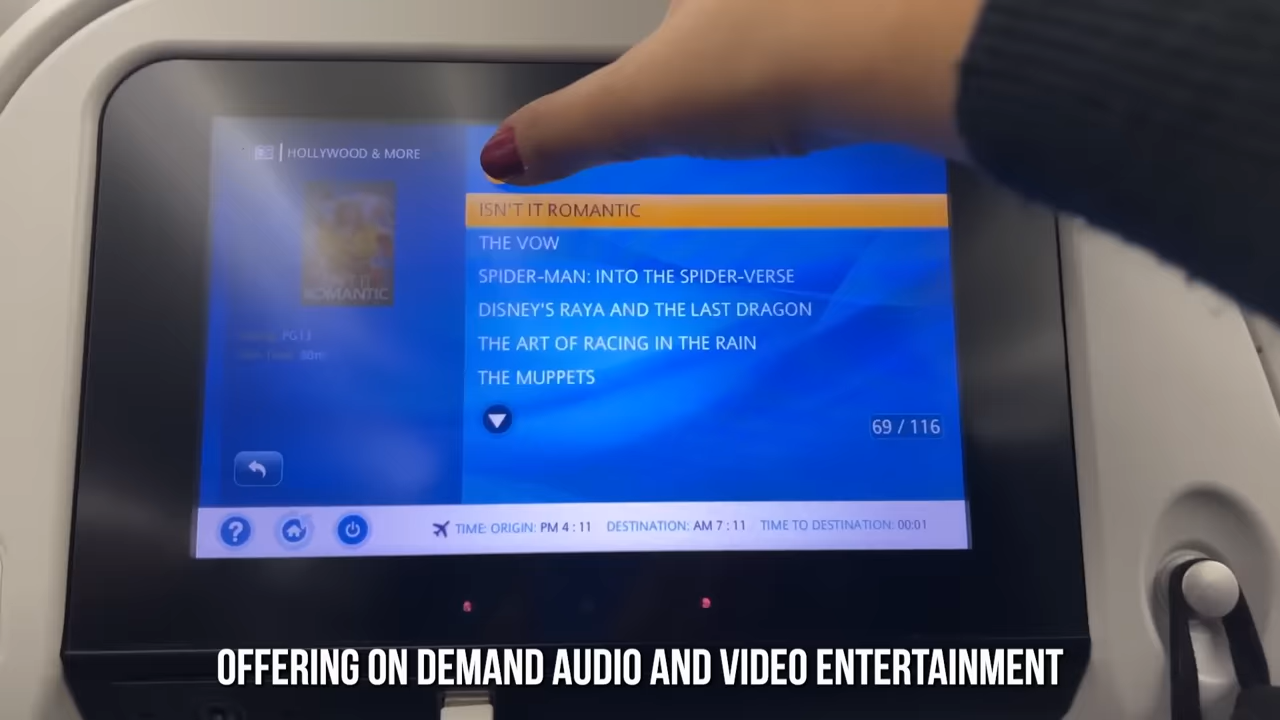 HOLLYWOOD & MORE
ISN'T IT ROMANTIC
THE VOW
SPIDER-MAN: INTO THE SPIDER-VERSE
DISNEY'S RAYA AND THE LAST DRAGON
THE ART OF RACING IN THE RAIN
THE MUPPETS
ROMANTIC
PG13
69 / 116
?
TIME: ORIGIN: PM 4 : 11 DESTINATION: AM 7 : 11 TIME TO DESTINATION: 00:01
OFFERING ON DEMAND AUDIO AND VIDEO ENTERTAINMENT